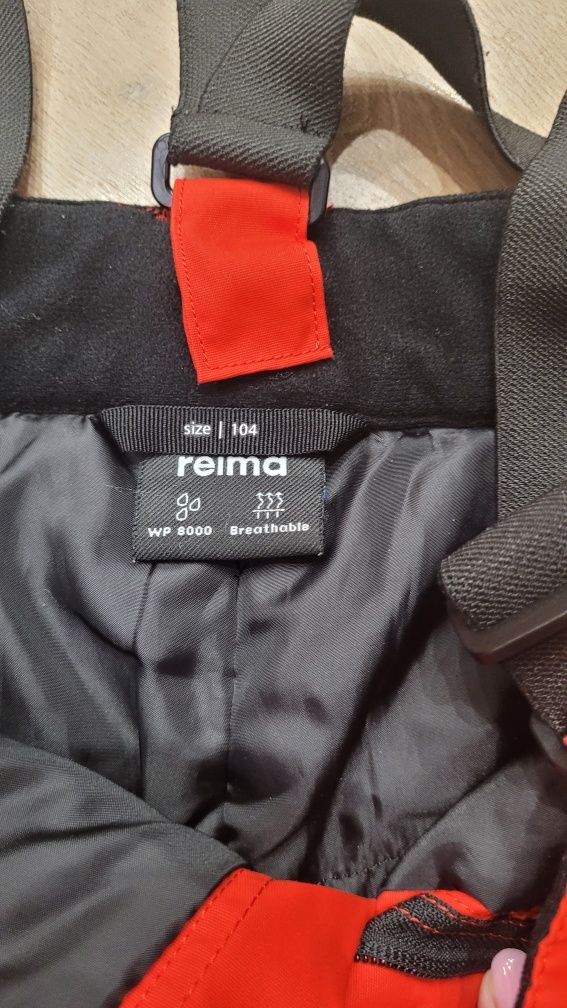 size | 104
reima
WP 8000 Breathable